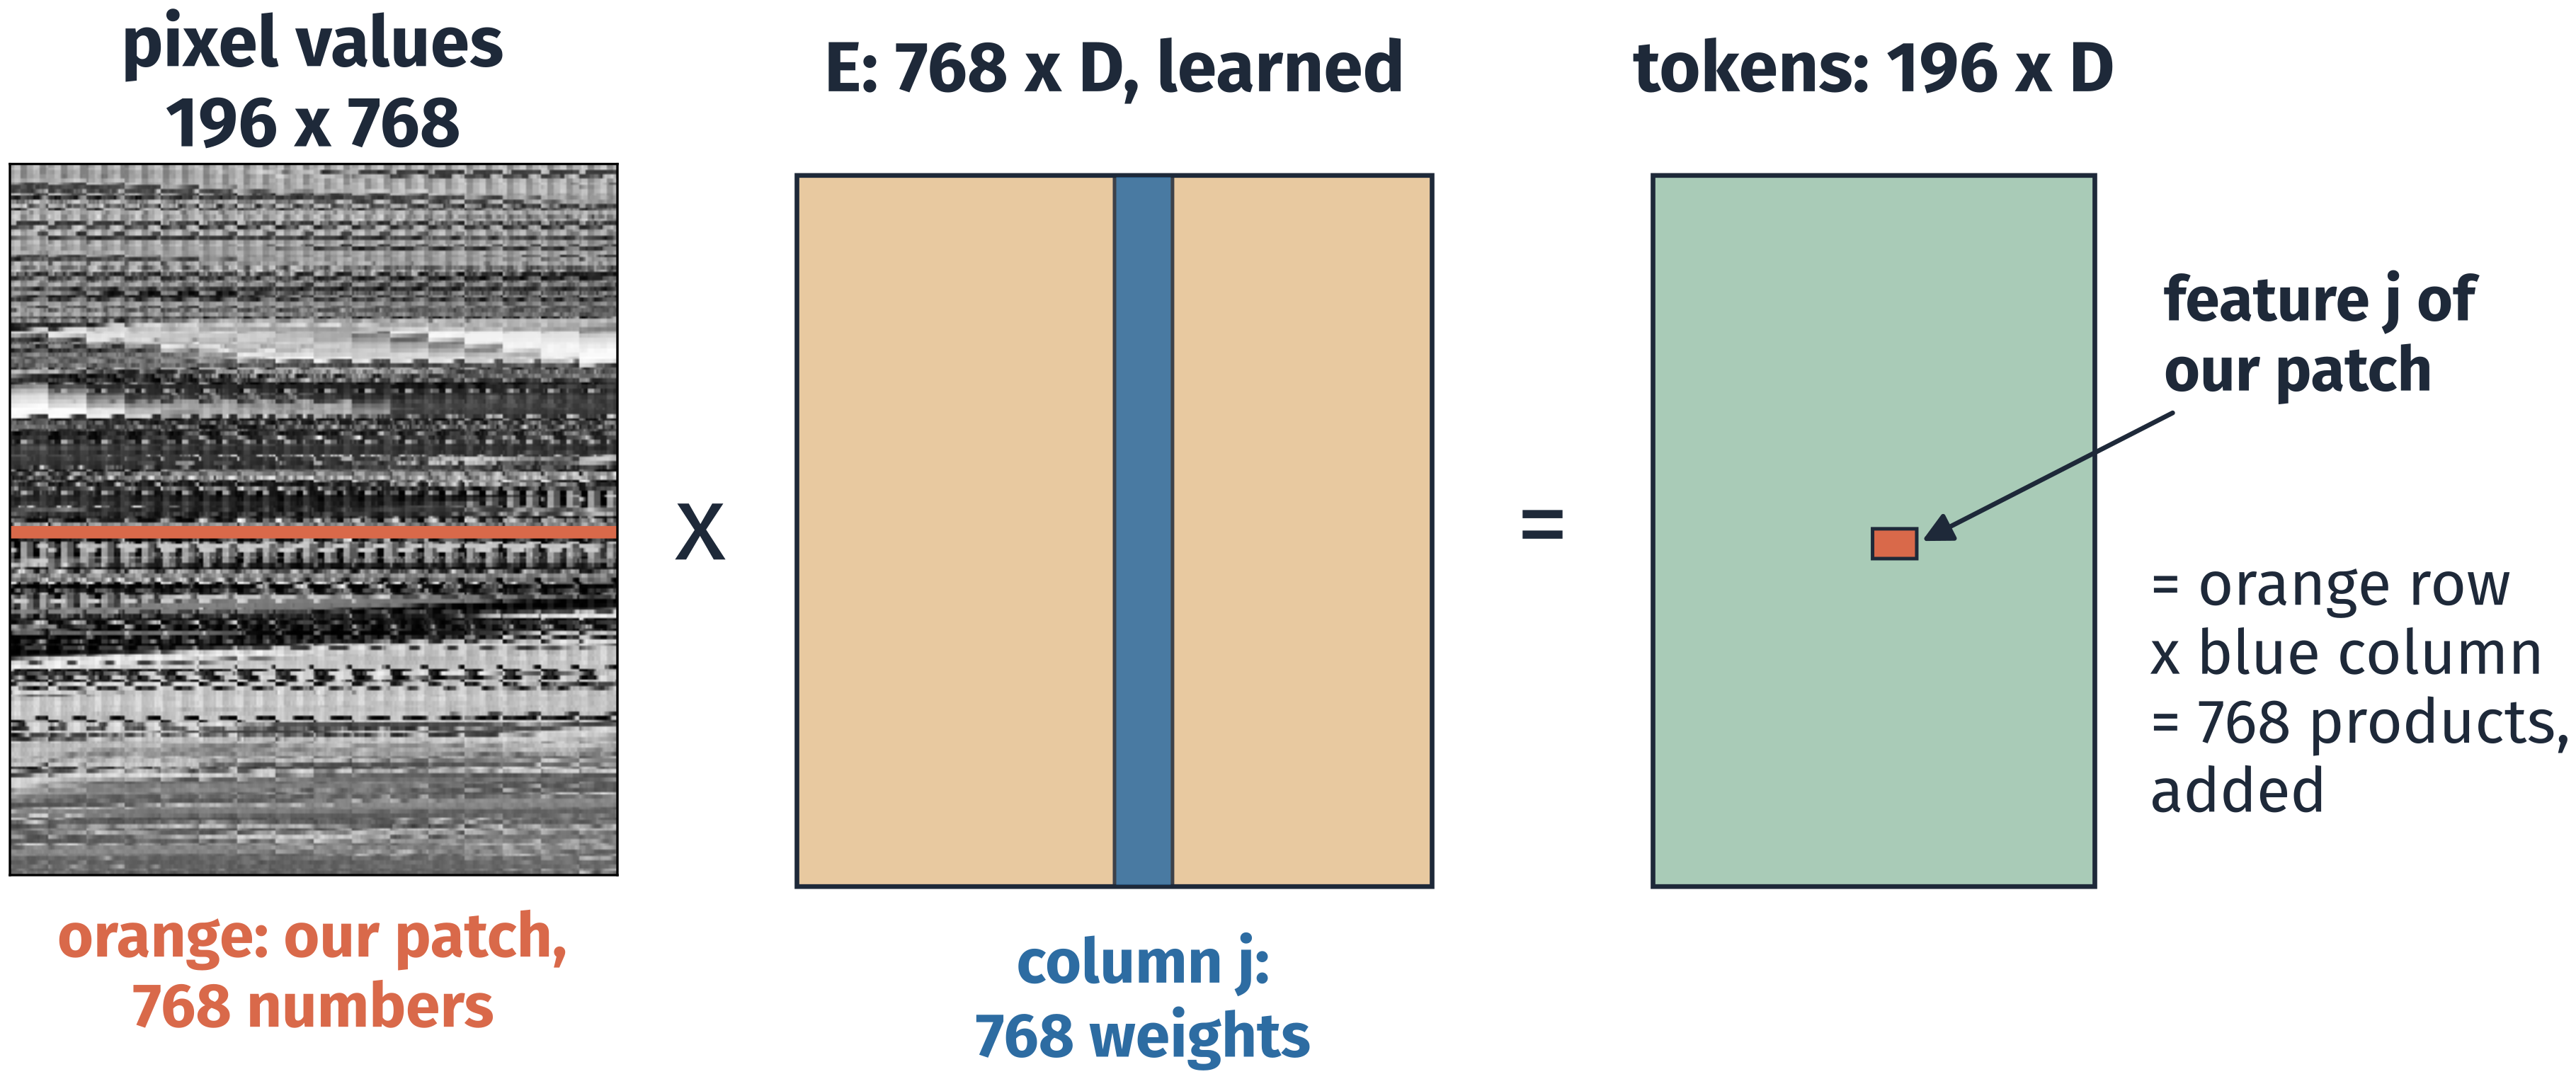 pixel values
196 x 768
E: 768 x D, learned
tokens: 196 x D
x
=
feature j of
our patch
= orange row
x blue column
= 768 products,
added
orange: our patch,
768 numbers
column j:
768 weights